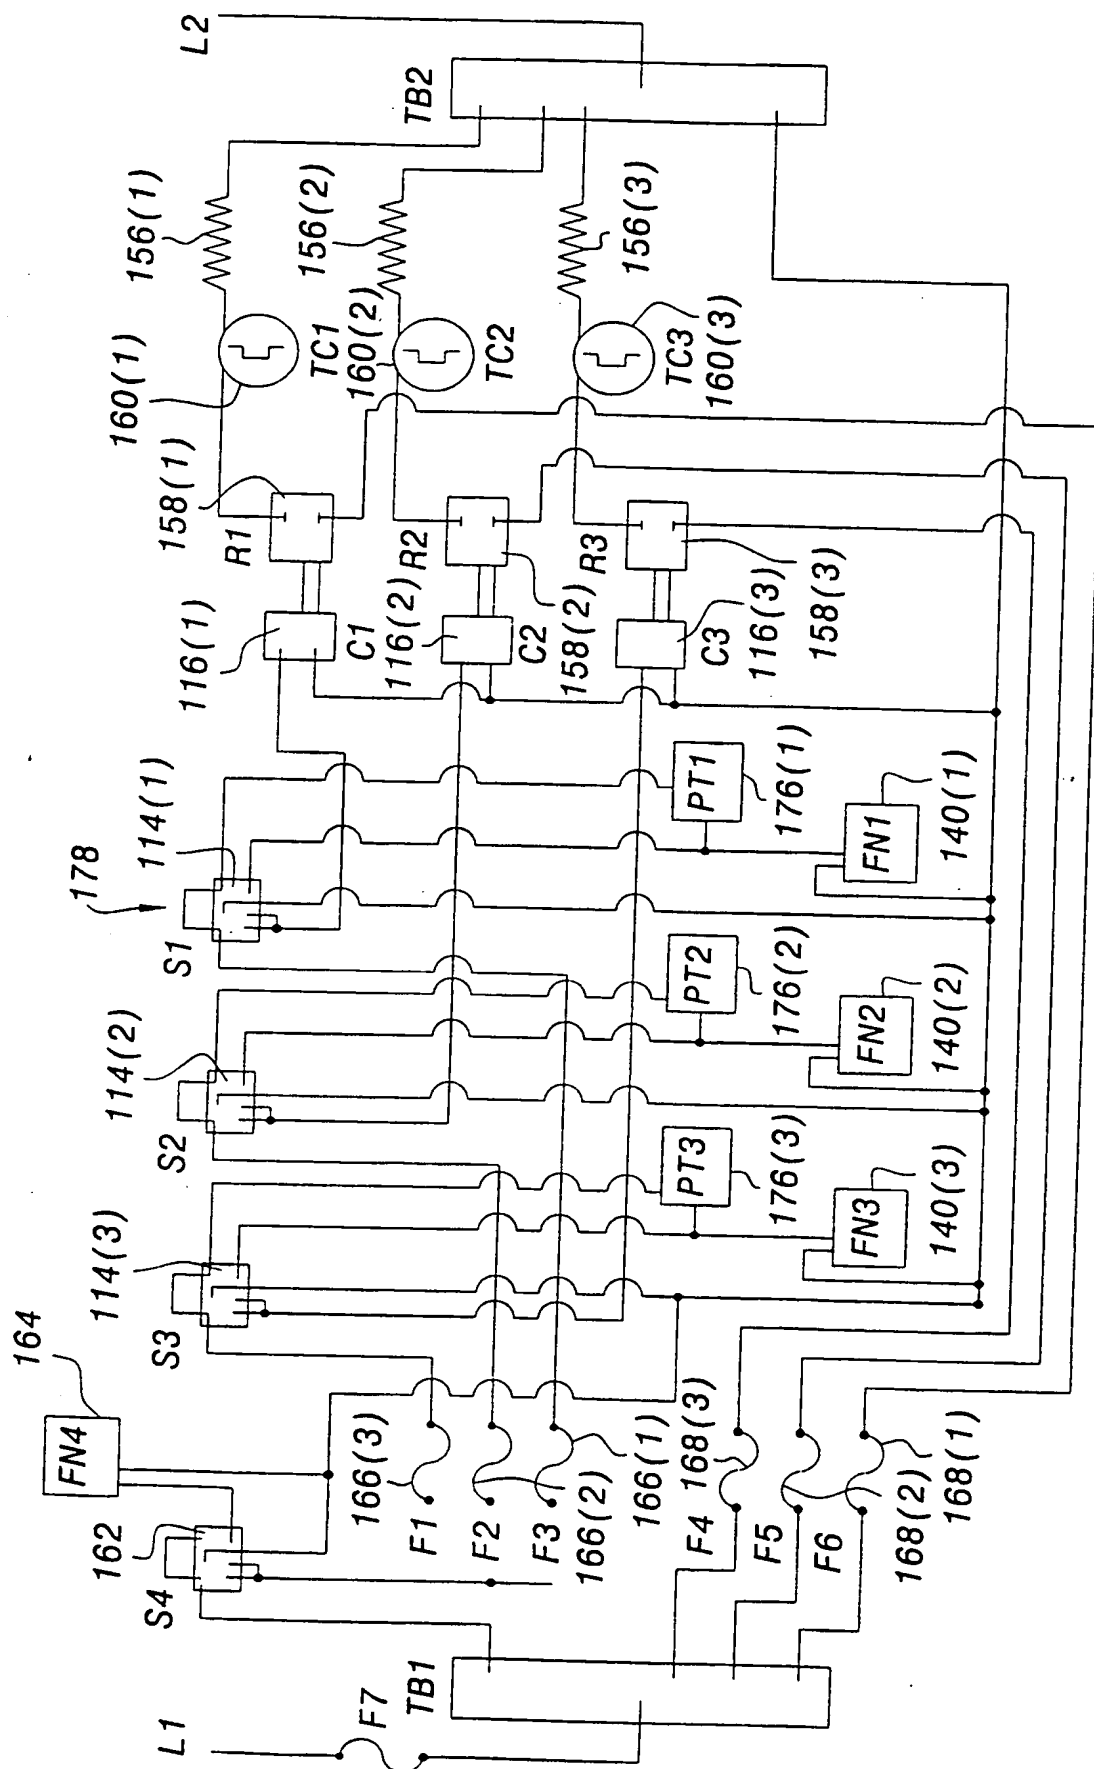 L1
F7
TB1
S4
162
FN4
164
S3
114(3)
S2
114(2)
S1
114(1)
178
F1
166(3)
F2
F3
166(2)
166(1)
F4
168(3)
F5
F6
168(2)
168(1)
PT3
176(3)
FN3
140(3)
PT2
176(2)
FN2
140(2)
PT1
176(1)
FN1
140(1)
116(1)
C1
116(2)
C2
C3
116(3)
R1
158(1)
R2
158(2)
R3
158(3)
160(1)
TC1
160(2)
TC2
TC3
160(3)
156(1)
156(2)
156(3)
TB2
L2